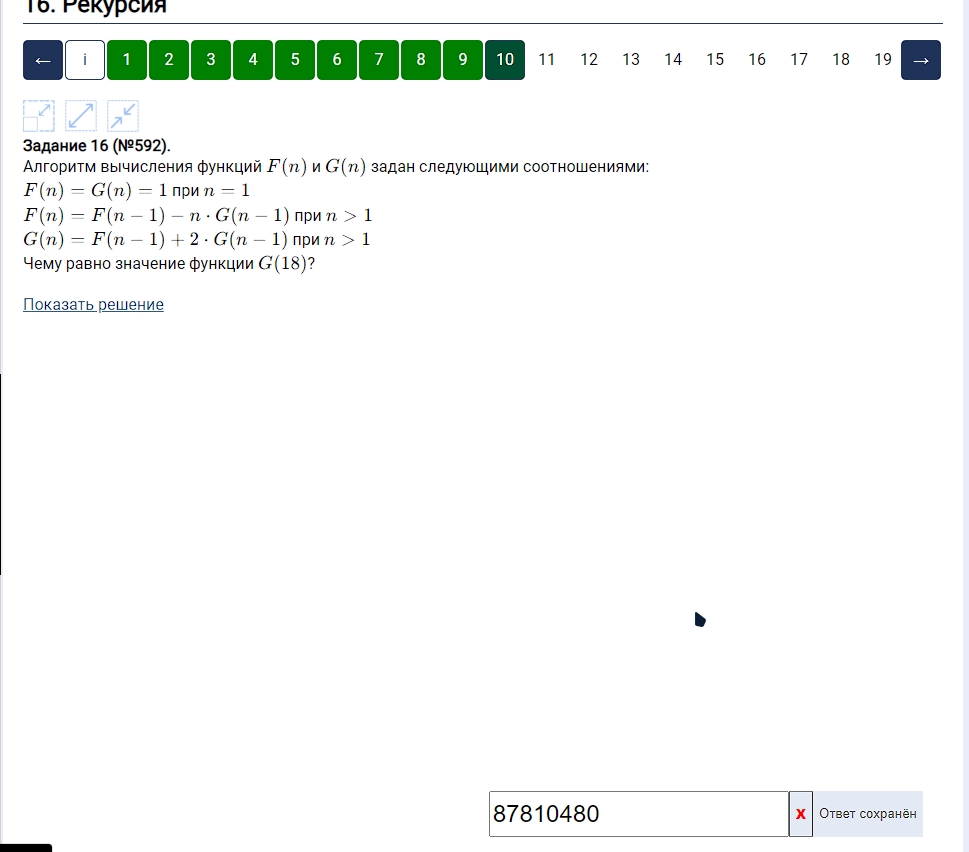 16. Рекурсия
← i 1 2 3 4 5 6 7 8 9 10 11 12 13 14 15 16 17 18 19 →
Задание 16 (№592).
Алгоритм вычисления функций F(n) и G(n) задан следующими соотношениями:
F(n) = G(n) = 1 при n = 1
F(n) = F(n − 1) − n · G(n − 1) при n > 1
G(n) = F(n − 1) + 2 · G(n − 1) при n > 1
Чему равно значение функции G(18)?
Показать решение
87810480 x Ответ сохранён